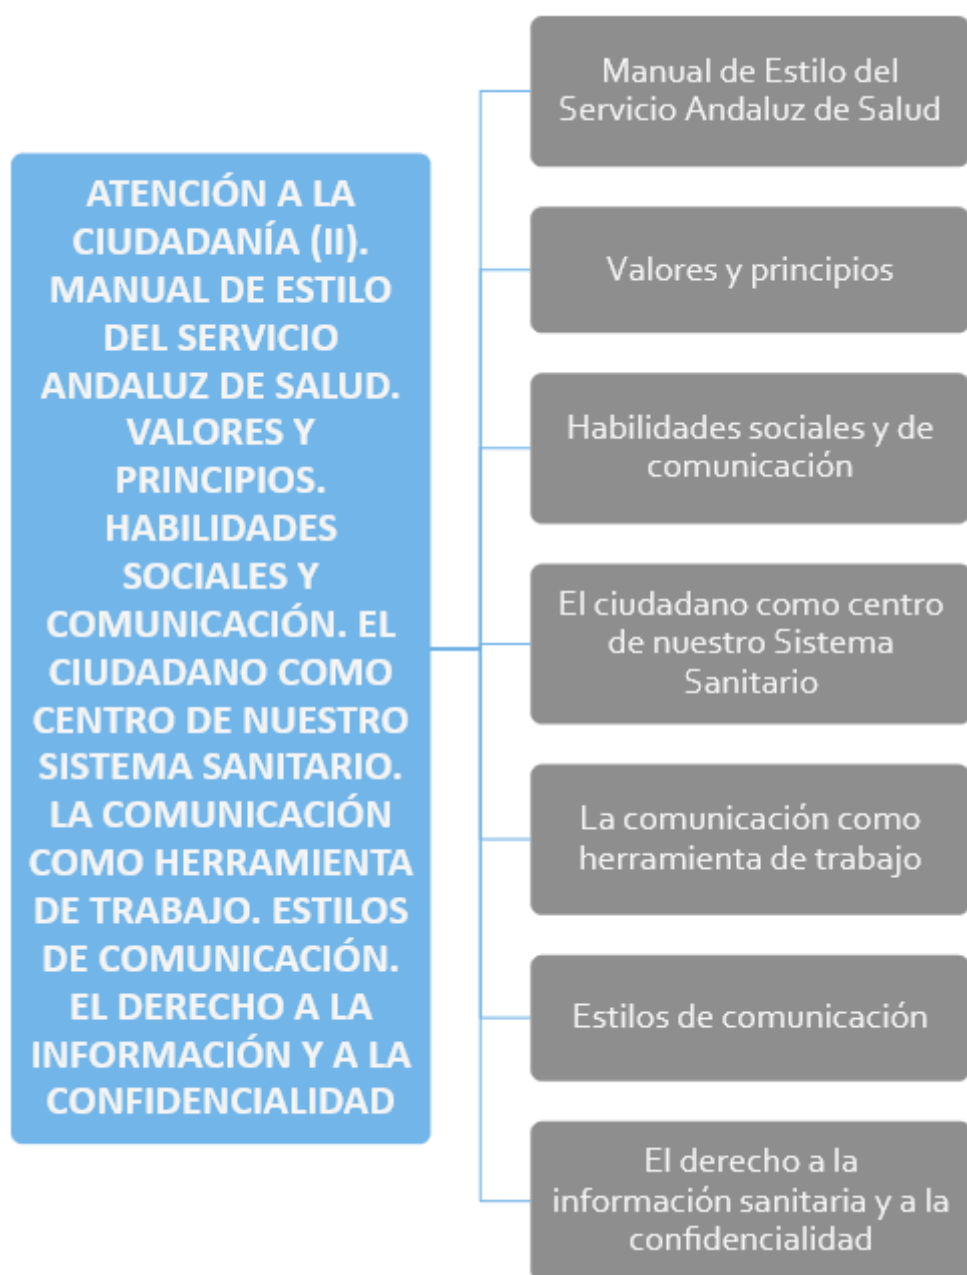 ATENCIÓN A LA
CIUDADANÍA (II).
MANUAL DE ESTILO
DEL SERVICIO
ANDALUZ DE SALUD.
VALORES Y
PRINCIPIOS.
HABILIDADES
SOCIALES Y
COMUNICACIÓN. EL
CIUDADANO COMO
CENTRO DE NUESTRO
SISTEMA SANITARIO.
LA COMUNICACIÓN
COMO HERRAMIENTA
DE TRABAJO. ESTILOS
DE COMUNICACIÓN.
EL DERECHO A LA
INFORMACIÓN Y A LA
CONFIDENCIALIDAD
Manual de Estilo del
Servicio Andaluz de Salud
Valores y principios
Habilidades sociales y de
comunicación
El ciudadano como centro
de nuestro Sistema
Sanitario
La comunicación como
herramienta de trabajo
Estilos de comunicación
El derecho a la
información sanitaria y a la
confidencialidad